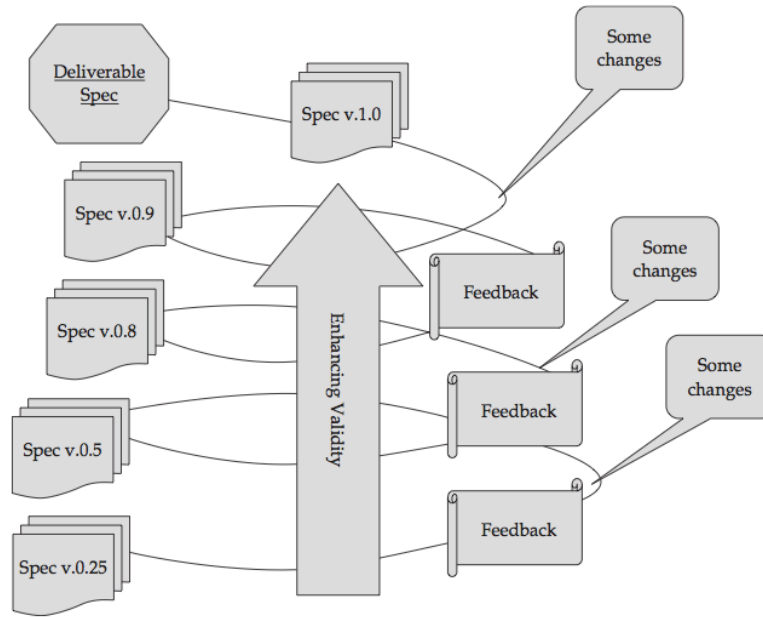 Deliverable
Spec
Spec v.1.0
Some
changes
Spec v.0.9
Some
changes
Feedback
Spec v.0.8
Enhancing Validity
Some
changes
Feedback
Spec v.0.5
Feedback
Spec v.0.25